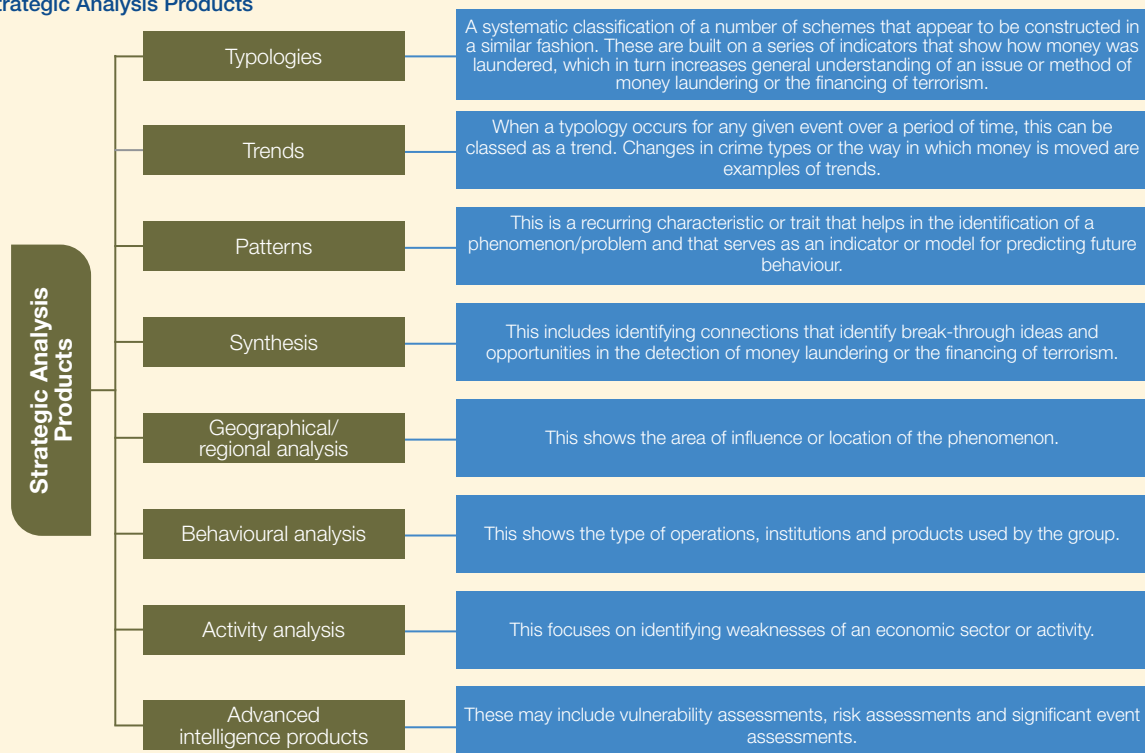 Strategic Analysis Products
Strategic Analysis
Products
Typologies
A systematic classification of a number of schemes that appear to be constructed in
a similar fashion. These are built on a series of indicators that show how money was
laundered, which in turn increases general understanding of an issue or method of
money laundering or the financing of terrorism.
Trends
When a typology occurs for any given event over a period of time, this can be
classed as a trend. Changes in crime types or the way in which money is moved are
examples of trends.
Patterns
This is a recurring characteristic or trait that helps in the identification of a
phenomenon/problem and that serves as an indicator or model for predicting future
behaviour.
Synthesis
This includes identifying connections that identify break-through ideas and
opportunities in the detection of money laundering or the financing of terrorism.
Geographical/
regional analysis
This shows the area of influence or location of the phenomenon.
Behavioural analysis
This shows the type of operations, institutions and products used by the group.
Activity analysis
This focuses on identifying weaknesses of an economic sector or activity.
Advanced
intelligence products
These may include vulnerability assessments, risk assessments and significant event
assessments.